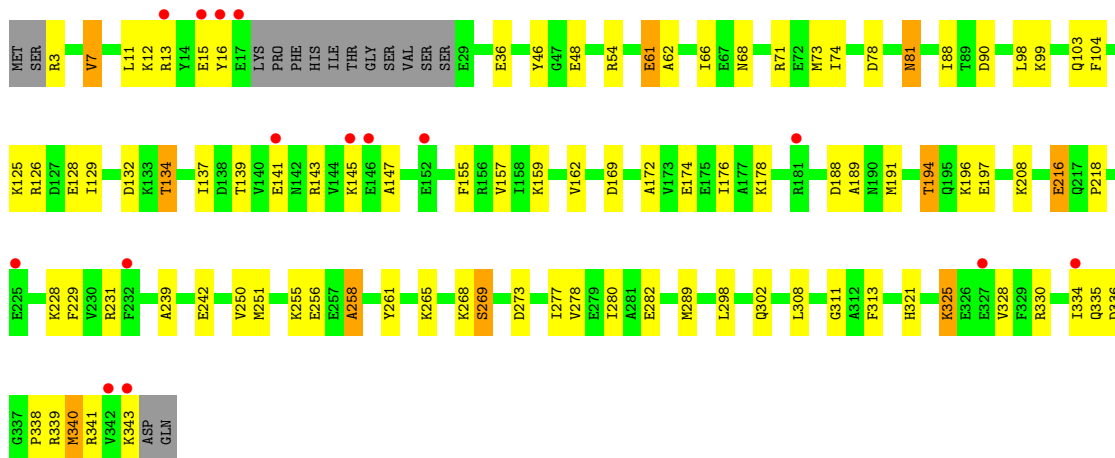 MET SER R3 V7 L11 K12 R13 Y14 E15 Y16 E17 LYS PRO PHE HIS ILE THR GLY SER VAL SER SER E29 E36 Y46 G47 E48 R54 E61 A62 I66 E67 N68 R71 E72 M73 I74 D78 N81 I88 T89 D90 L98 K99 Q103 F104
K125 R126 D127 E128 I129 D132 K133 T134 I137 D138 T139 V140 E141 N142 R143 V144 K145 E146 A147 E152 F155 R156 V157 I158 K159 V162 D169 A172 V173 E174 E175 I176 A177 K178 R181 D188 A189 N190 M191 T194 Q195 K196 E197 K208 E216 Q217 P218
E225 K228 F229 V230 R231 F232 A239 E242 V250 M251 K255 E256 E257 A258 Y261 K265 K268 S269 D273 I277 V278 E279 I280 A281 E282 M289 L298 Q302 L308 G311 A312 F313 H321 K325 E326 E327 V328 F329 R330 I334 Q335 D336
G337 P338 R339 M340 R341 V342 K343 ASP GLN